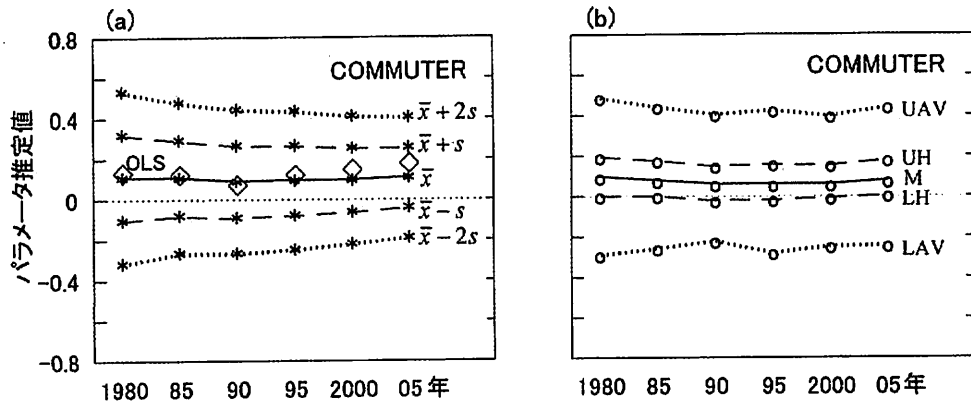 (a)
(b)
0.8
0.4
0
-0.4
-0.8
パラメータ推定値
COMMUTER
OLS
x̄+2s
x̄+s
x̄
x̄-s
x̄-2s
1980 85 90 95 2000 05年
COMMUTER
UAV
UH
M
LH
LAV
1980 85 90 95 2000 05年